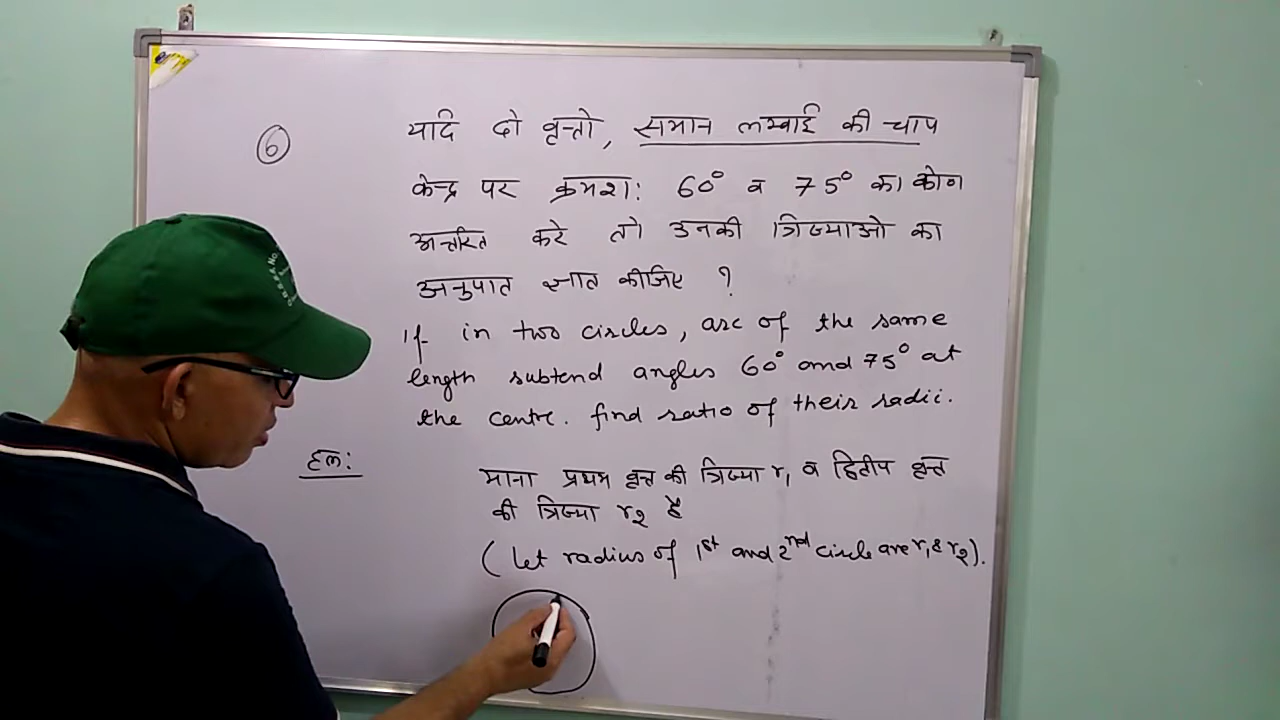 6
यदि दो वृत्तो, समान लम्बाई की चाप
केन्द्र पर क्रमश: 60° व 75° का कोण
अन्तरित करे तो उनकी त्रिज्याओ का
अनुपात ज्ञात कीजिए ?
If in two circles, arc of the same
length subtend angles 60° and 75° at
the centre. find ratio of their radii.
हल:
माना प्रथम वृत्त की त्रिज्या r₁ व द्वितीय वृत्त
की त्रिज्या r₂ है
(Let radius of 1st and 2nd circle are r₁ & r₂).